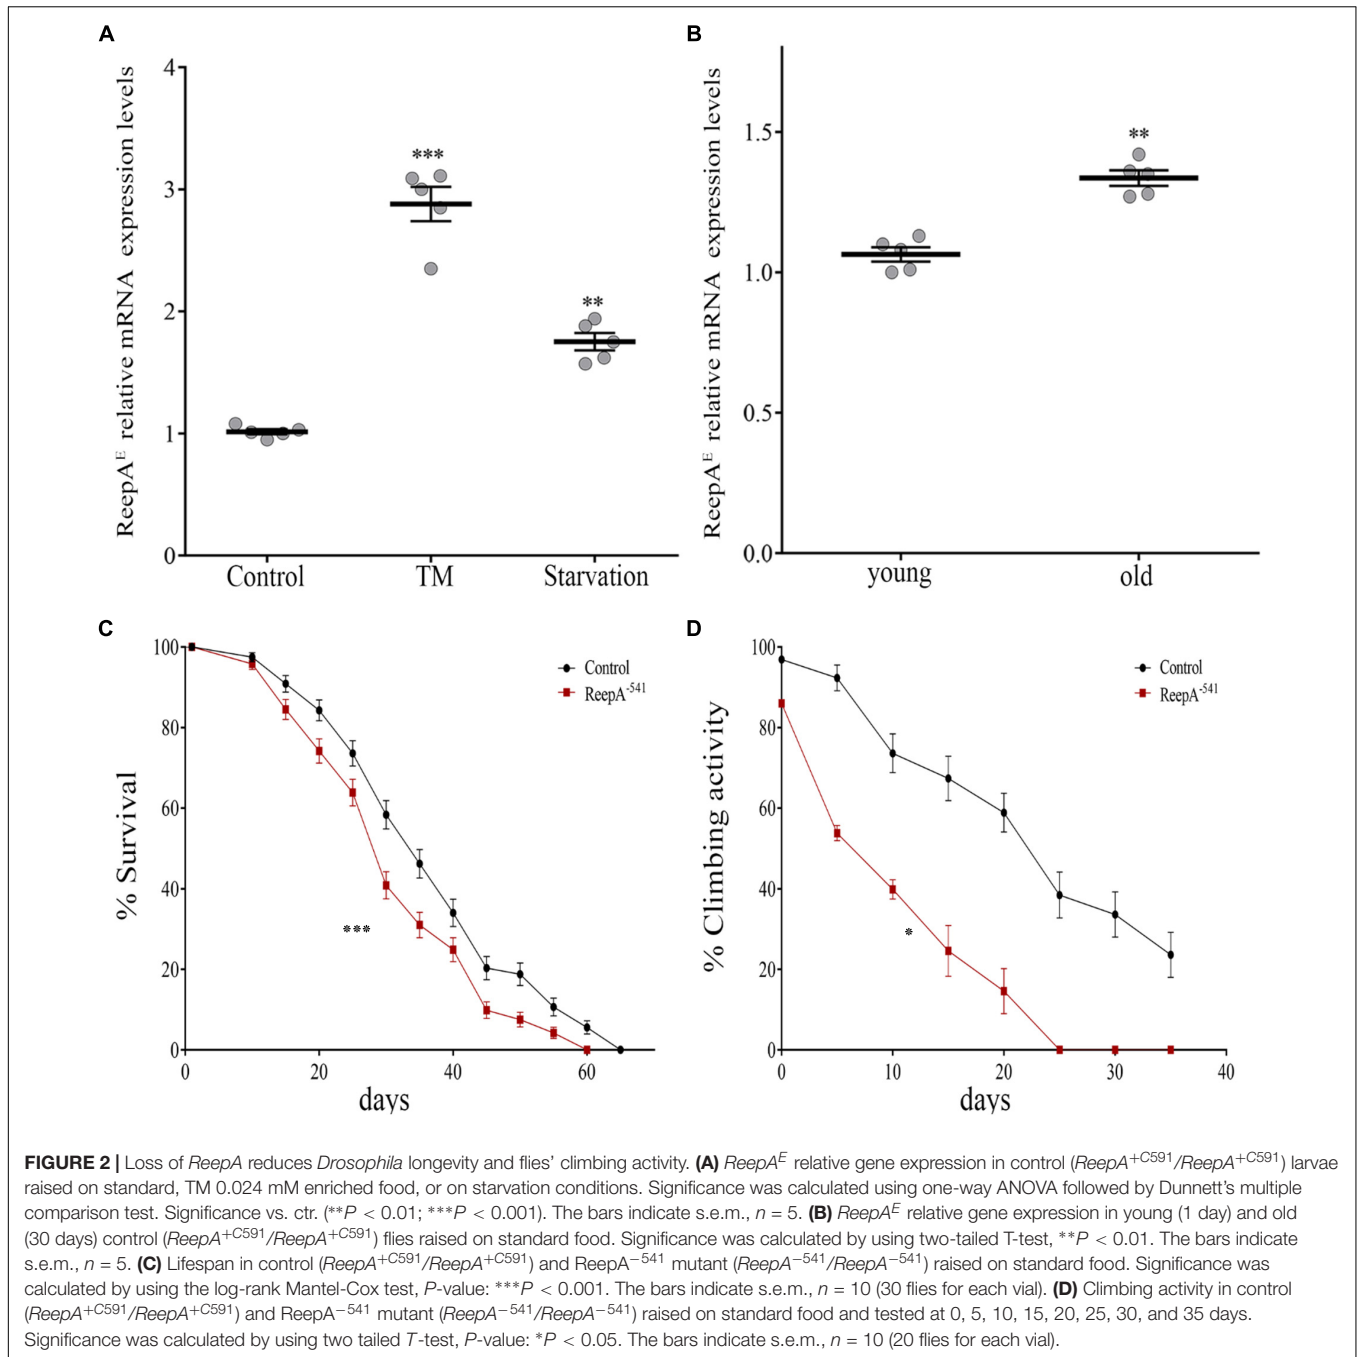 A
ReepA^E relative mRNA expression levels
4
3
2
1
0
***
**
Control
TM
Starvation
B
ReepA^E relative mRNA expression levels
1.5
1.0
0.5
0.0
**
young
old
C
% Survival
100
80
60
40
20
0
Control
ReepA^-541
***
0
20
40
60
days
D
% Climbing activity
100
80
60
40
20
0
Control
ReepA^-541
*
0
10
20
30
40
days
FIGURE 2 | Loss of ReepA reduces Drosophila longevity and flies' climbing activity. (A) ReepA^E relative gene expression in control (ReepA^+C591/ReepA^+C591) larvae
raised on standard, TM 0.024 mM enriched food, or on starvation conditions. Significance was calculated using one-way ANOVA followed by Dunnett's multiple
comparison test. Significance vs. ctr. (**P < 0.01; ***P < 0.001). The bars indicate s.e.m., n = 5. (B) ReepA^E relative gene expression in young (1 day) and old
(30 days) control (ReepA^+C591/ReepA^+C591) flies raised on standard food. Significance was calculated by using two-tailed T-test, **P < 0.01. The bars indicate
s.e.m., n = 5. (C) Lifespan in control (ReepA^+C591/ReepA^+C591) and ReepA^−541 mutant (ReepA^−541/ReepA^−541) raised on standard food. Significance was
calculated by using the log-rank Mantel-Cox test, P-value: ***P < 0.001. The bars indicate s.e.m., n = 10 (30 flies for each vial). (D) Climbing activity in control
(ReepA^+C591/ReepA^+C591) and ReepA^−541 mutant (ReepA^−541/ReepA^−541) raised on standard food and tested at 0, 5, 10, 15, 20, 25, 30, and 35 days.
Significance was calculated by using two tailed T-test, P-value: *P < 0.05. The bars indicate s.e.m., n = 10 (20 flies for each vial).